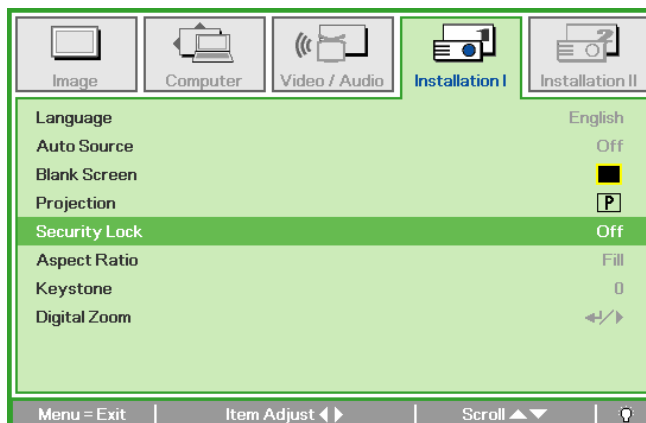 Image Computer Video / Audio Installation I Installation II
Language English
Auto Source Off
Blank Screen
Projection P
Security Lock Off
Aspect Ratio Fill
Keystone 0
Digital Zoom
Menu = Exit Item Adjust Scroll